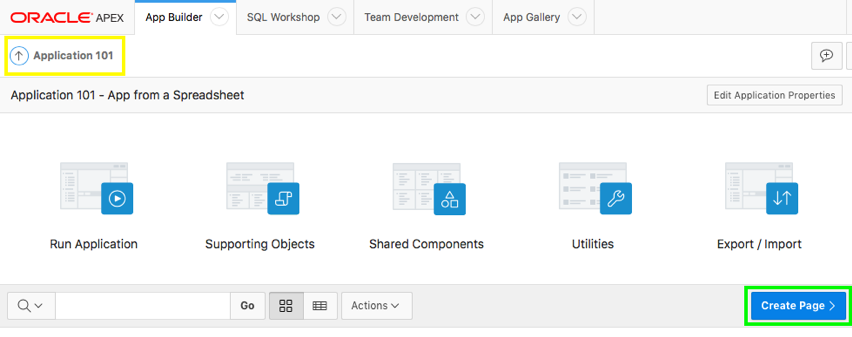 ORACLE APEX App Builder SQL Workshop Team Development App Gallery
Application 101
Application 101 - App from a Spreadsheet Edit Application Properties
Run Application Supporting Objects Shared Components Utilities Export / Import
Go Actions Create Page